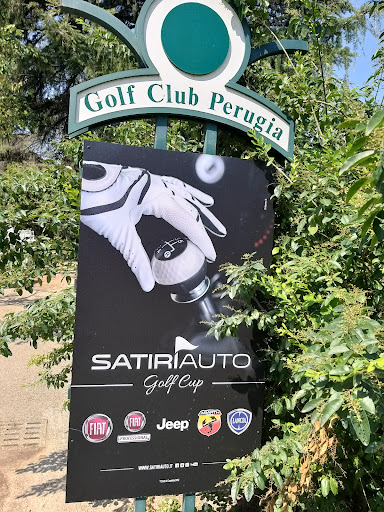 Golf Club Perugia
SATIRIAUTO
Golf Cup
FIAT FIAT PROFESSIONAL Jeep ABARTH LANCIA
WWW.SATIRIAUTO.IT